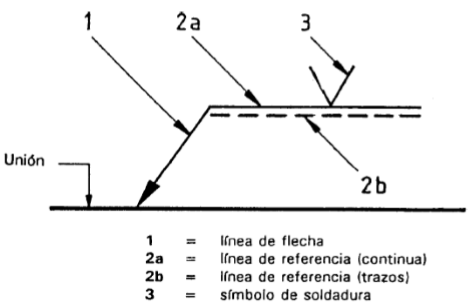 1
2a
3
Unión
2b
1 = línea de flecha
2a = línea de referencia (continua)
2b = línea de referencia (trazos)
3 = símbolo de soldadura